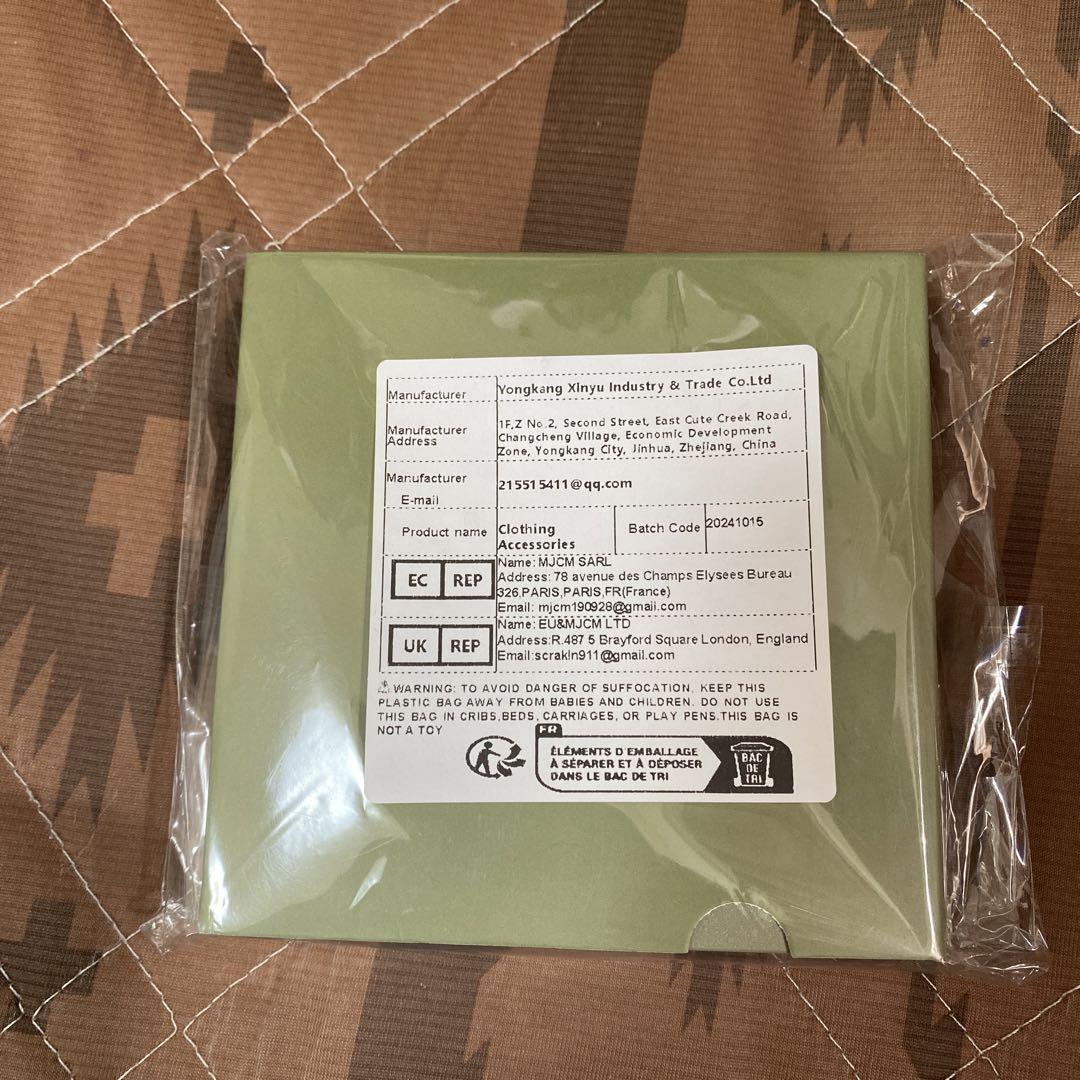 Manufacturer Yongkang Xinyu Industry & Trade Co.Ltd
Manufacturer Address
1F,Z No.2, Second Street, East Cute Creek Road,
Changcheng Village, Economic Development
Zone, Yongkang City, Jinhua, Zhejiang, China
Manufacturer
E-mail
215515411@qq.com
Product name
Clothing
Accessories
Batch Code 20241015
EC REP
Name: MJCM SARL
Address: 78 avenue des Champs Elysees Bureau
326,PARIS,PARIS,FR(France)
Email: mjcm190928@gmail.com
UK REP
Name: EU&MJCM LTD
Address:R.487 5 Brayford Square London, England
Email:scrakln911@gmail.com
WARNING: TO AVOID DANGER OF SUFFOCATION, KEEP THIS
PLASTIC BAG AWAY FROM BABIES AND CHILDREN. DO NOT USE
THIS BAG IN CRIBS,BEDS, CARRIAGES, OR PLAY PENS.THIS BAG IS
NOT A TOY
FR
ÉLÉMENTS D'EMBALLAGE
À SÉPARER ET À DÉPOSER
DANS LE BAC DE TRI
BAC
DE
TRI